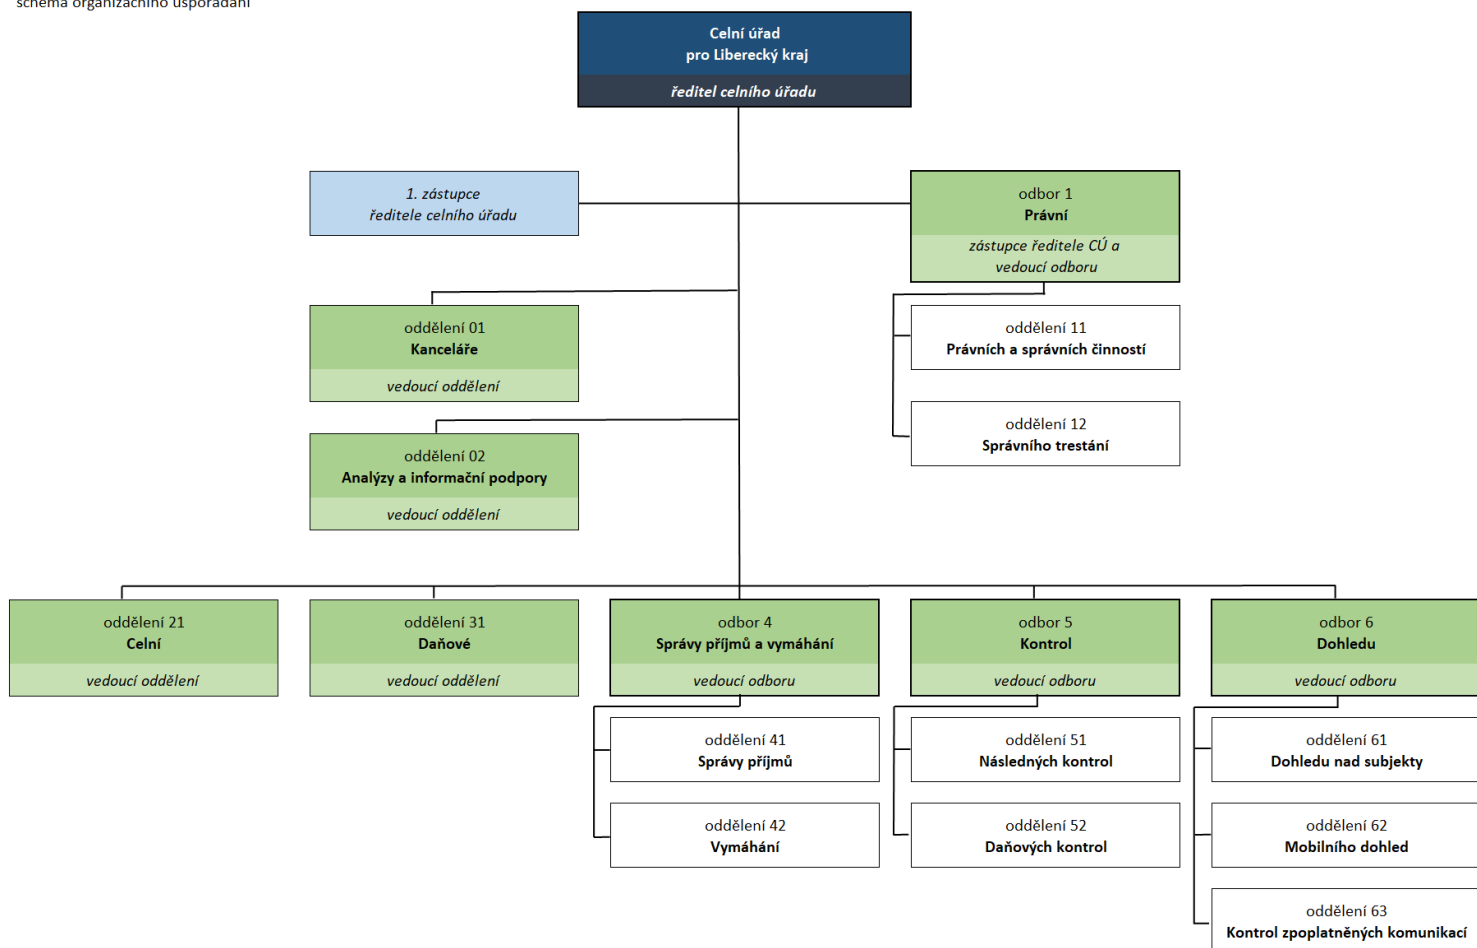 schéma organizačního uspořádání
Celní úřad
pro Liberecký kraj
ředitel celního úřadu
1. zástupce
ředitele celního úřadu
odbor 1
Právní
zástupce ředitele CÚ a
vedoucí odboru
oddělení 01
Kanceláře
vedoucí oddělení
oddělení 11
Právních a správních činností
oddělení 12
Správního trestání
oddělení 02
Analýzy a informační podpory
vedoucí oddělení
oddělení 21
Celní
vedoucí oddělení
oddělení 31
Daňové
vedoucí oddělení
odbor 4
Správy příjmů a vymáhání
vedoucí odboru
odbor 5
Kontrol
vedoucí odboru
odbor 6
Dohledu
vedoucí odboru
oddělení 41
Správy příjmů
oddělení 42
Vymáhání
oddělení 51
Následných kontrol
oddělení 52
Daňových kontrol
oddělení 61
Dohledu nad subjekty
oddělení 62
Mobilního dohled
oddělení 63
Kontrol zpoplatněných komunikací